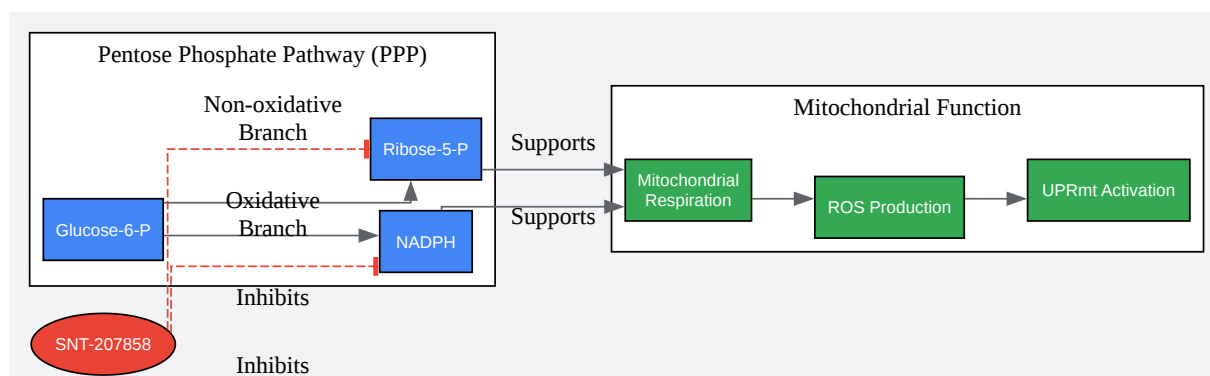 Pentose Phosphate Pathway (PPP)
Non-oxidative
Branch
Ribose-5-P
Oxidative
Branch
Glucose-6-P
NADPH
Inhibits
SNT-207858
Inhibits
Supports
Supports
Mitochondrial Function
Mitochondrial
Respiration
ROS Production
UPRmt Activation